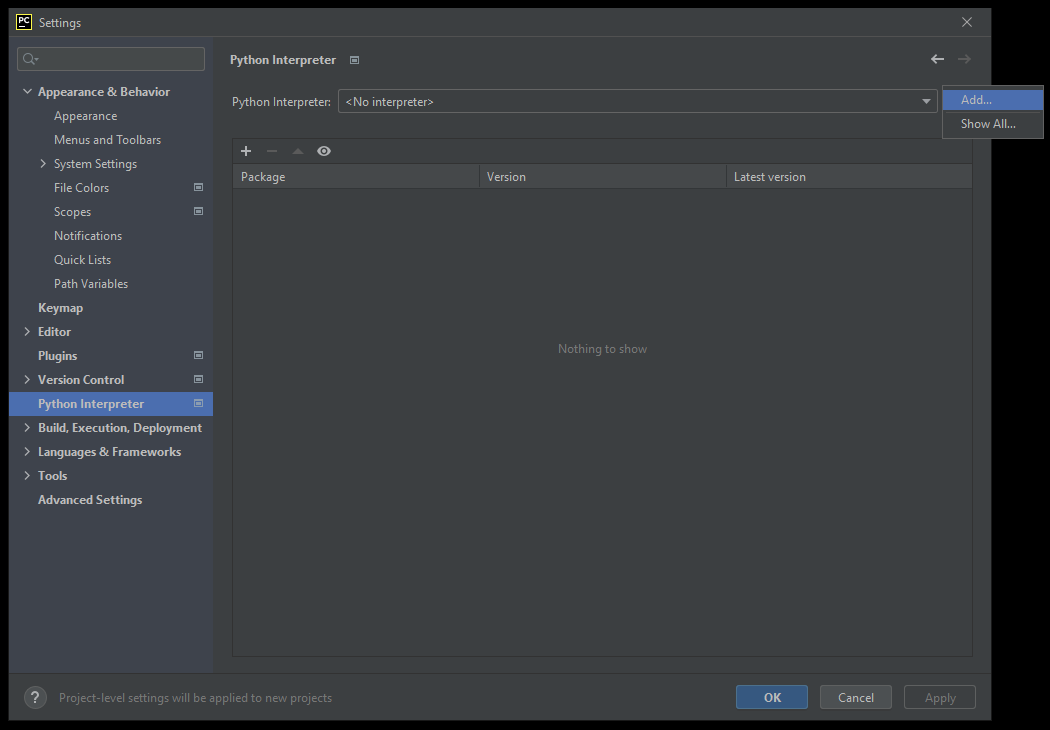 PC Settings
Python Interpreter
Appearance & Behavior
Appearance
Menus and Toolbars
System Settings
File Colors
Scopes
Notifications
Quick Lists
Path Variables
Keymap
Editor
Plugins
Version Control
Python Interpreter
Build, Execution, Deployment
Languages & Frameworks
Tools
Advanced Settings
Python Interpreter: <No interpreter>
Add...
Show All...
Package Version Latest version
Nothing to show
? Project-level settings will be applied to new projects
OK Cancel Apply